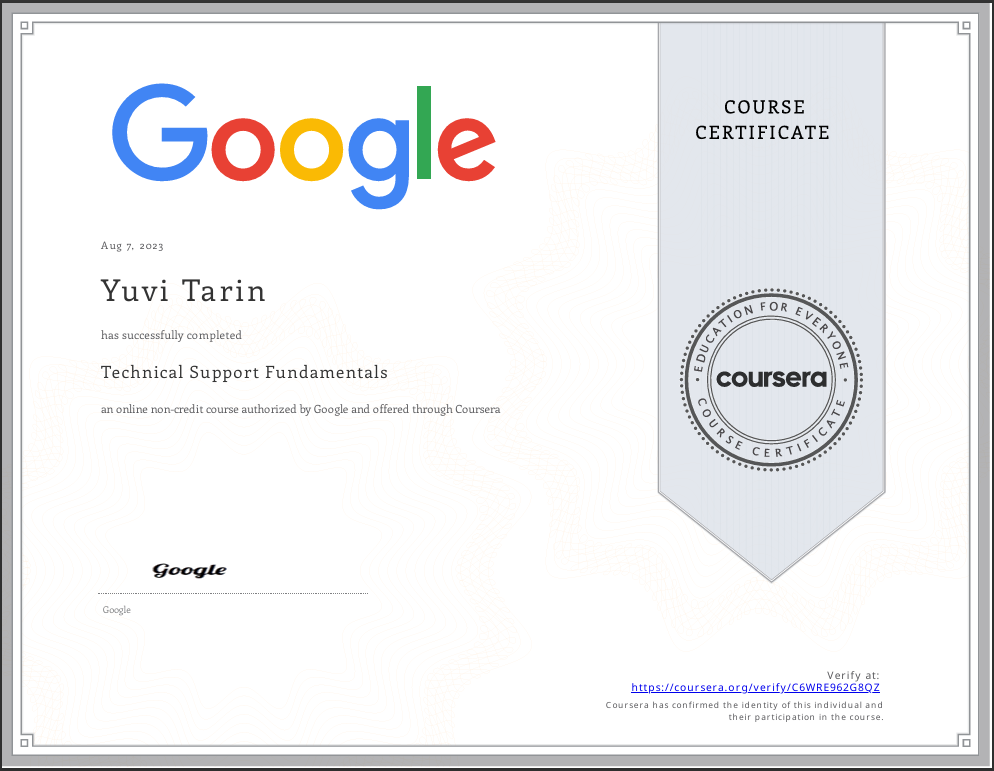 Google
COURSE
CERTIFICATE
Aug 7, 2023
Yuvi Tarin
has successfully completed
Technical Support Fundamentals
an online non-credit course authorized by Google and offered through Coursera
EDUCATION FOR EVERYONE
coursera
COURSE CERTIFICATE
Google
Google
Verify at:
https://coursera.org/verify/C6WRE962G8QZ
Coursera has confirmed the identity of this individual and
their participation in the course.